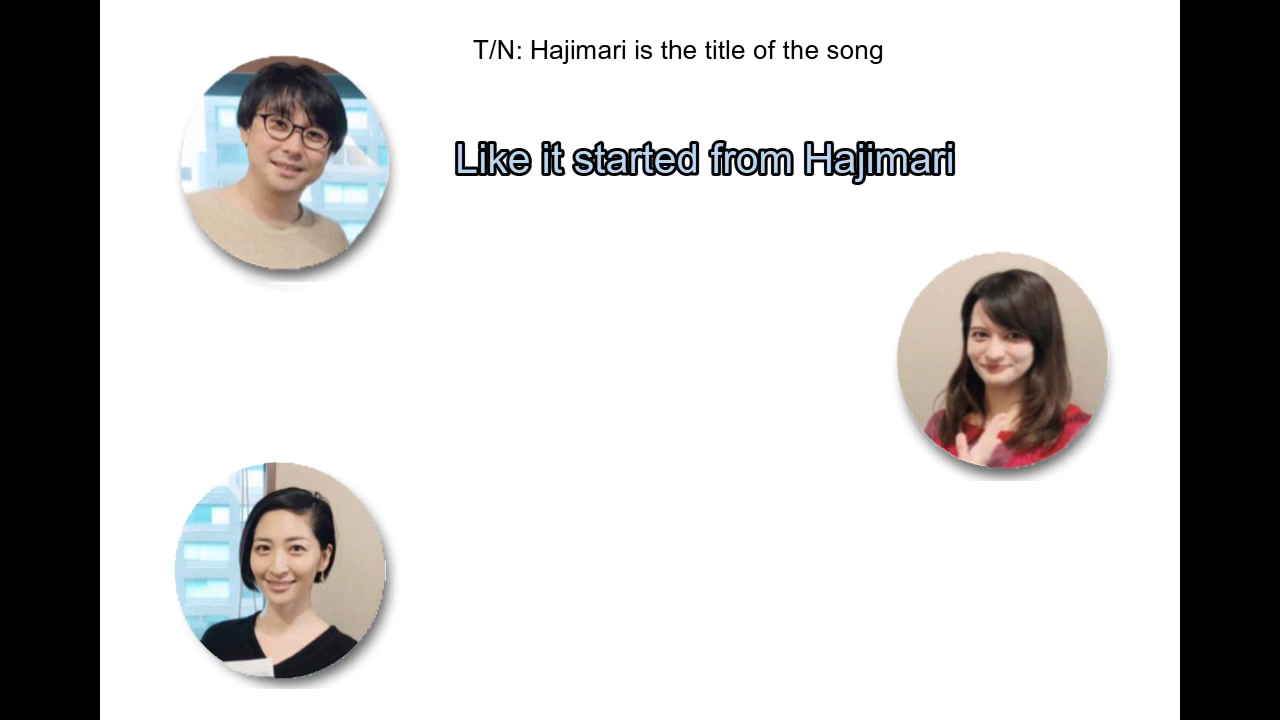 T/N: Hajimari is the title of the song
Like it started from Hajimari